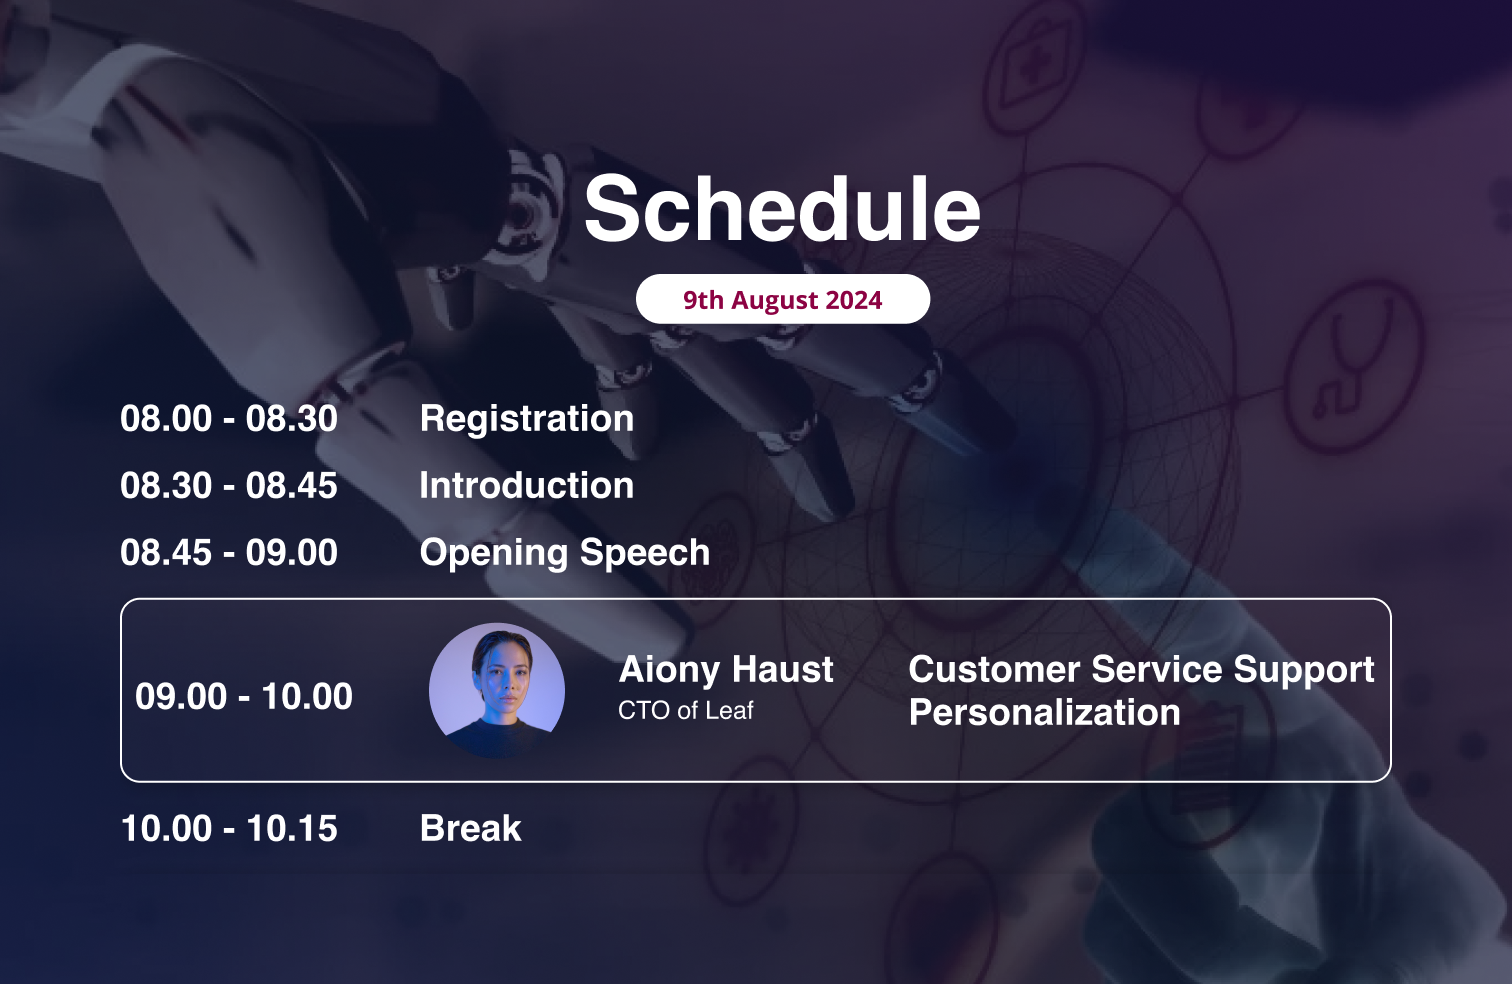 Schedule
9th August 2024
08.00 - 08.30 Registration
08.30 - 08.45 Introduction
08.45 - 09.00 Opening Speech
09.00 - 10.00 Aiony Haust Customer Service Support
CTO of Leaf Personalization
10.00 - 10.15 Break